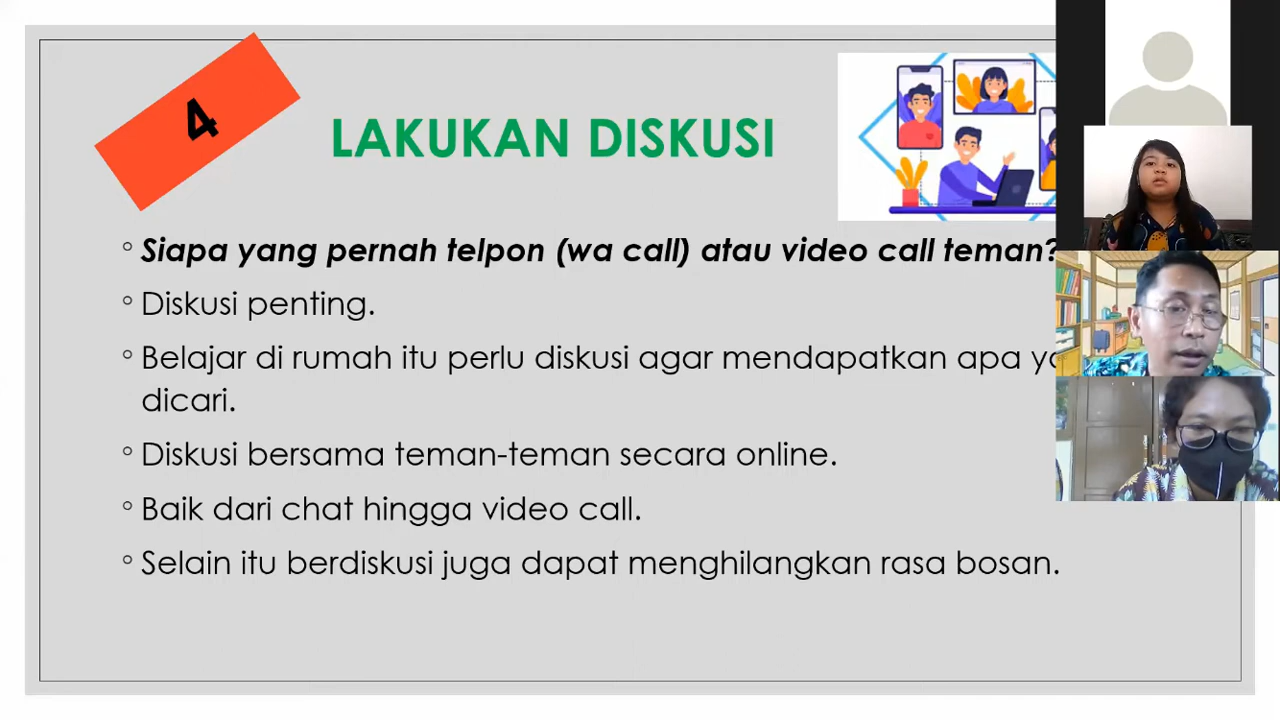 4
LAKUKAN DISKUSI
Siapa yang pernah telpon (wa call) atau video call teman?
Diskusi penting.
Belajar di rumah itu perlu diskusi agar mendapatkan apa
dicari.
Diskusi bersama teman-teman secara online.
Baik dari chat hingga video call.
Selain itu berdiskusi juga dapat menghilangkan rasa bosan.